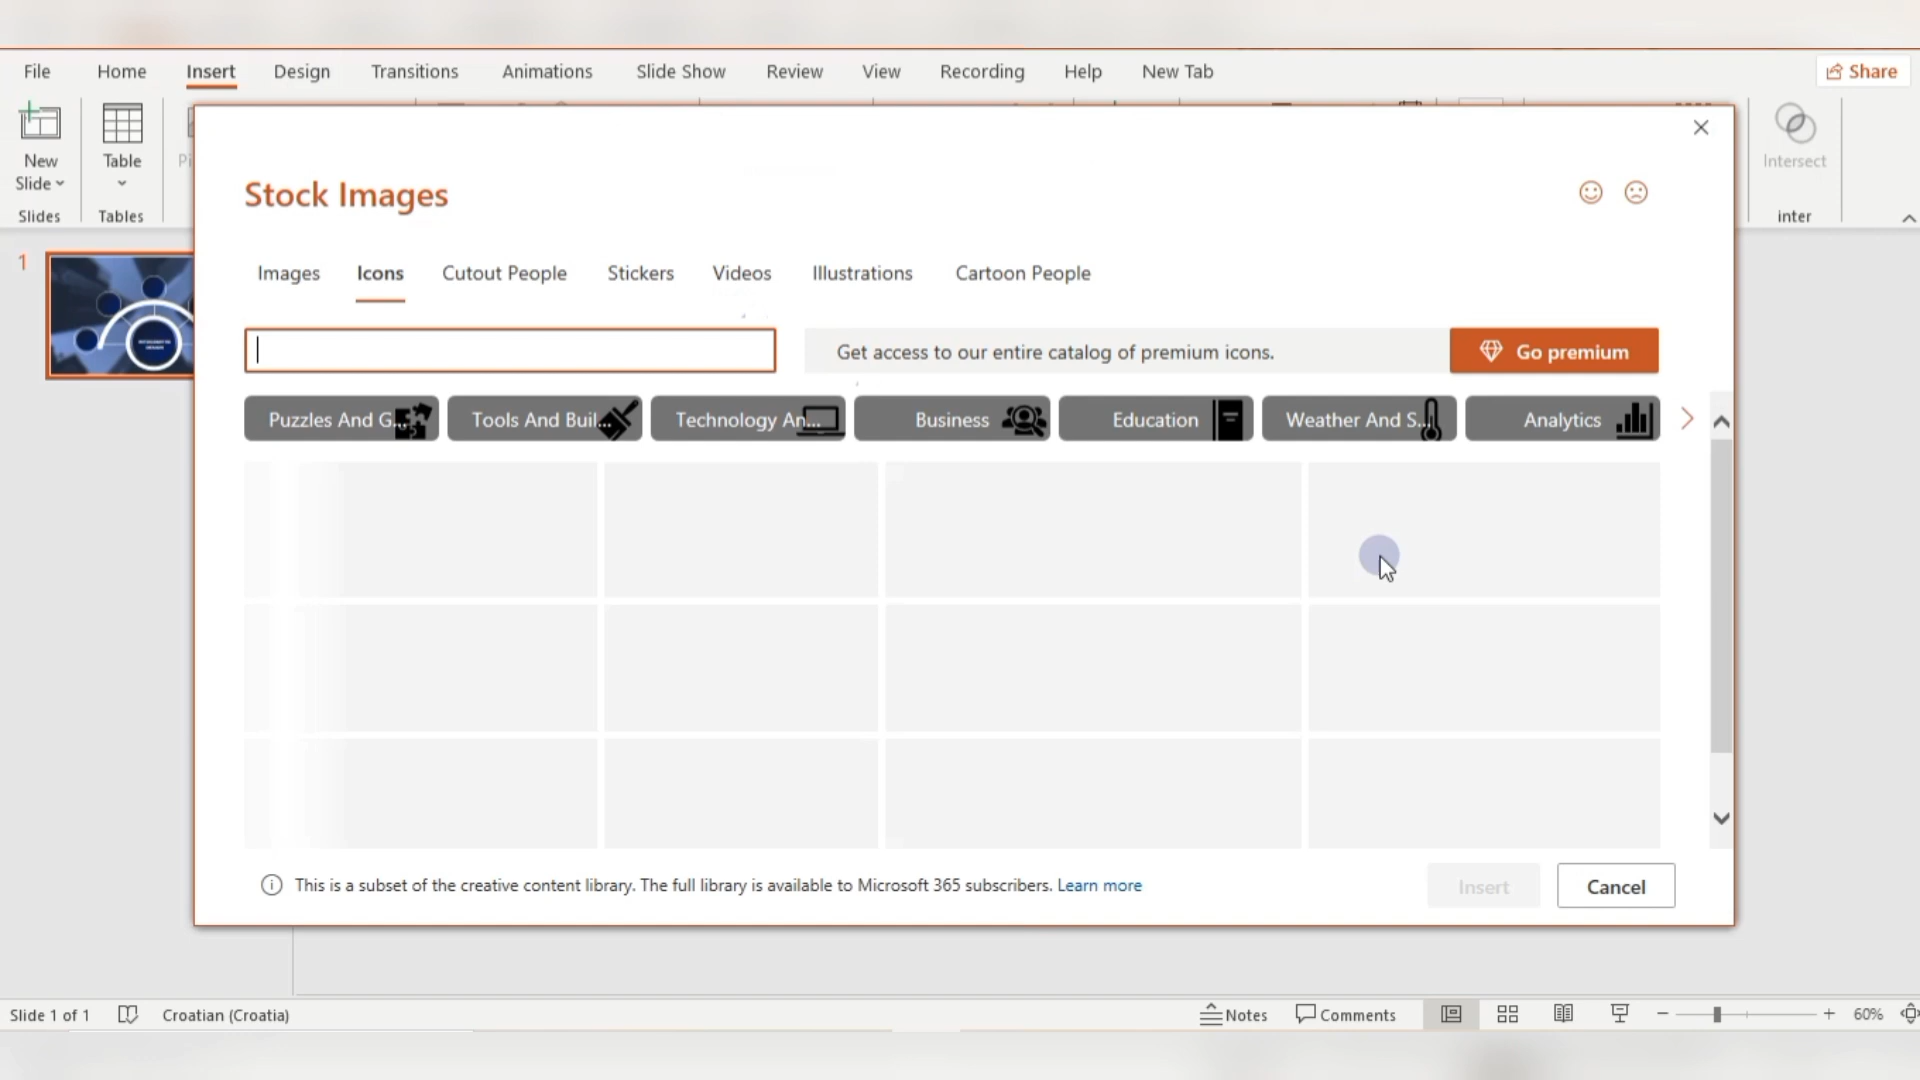 File Home Insert Design Transitions Animations Slide Show Review View Recording Help New Tab Share
New Slide
Table
Intersect
Slides Tables inter
Stock Images
Images Icons Cutout People Stickers Videos Illustrations Cartoon People
Get access to our entire catalog of premium icons. Go premium
Puzzles And G... Tools And Buil... Technology An... Business Education Weather And S... Analytics
1
This is a subset of the creative content library. The full library is available to Microsoft 365 subscribers. Learn more
Insert Cancel
Slide 1 of 1 Croatian (Croatia) Notes Comments 60%